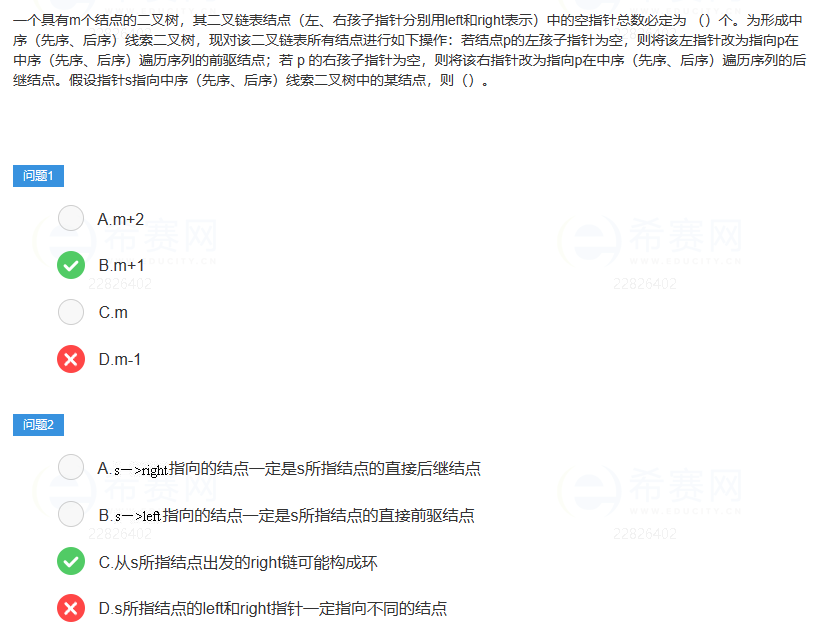 一个具有m个结点的二叉树，其二叉链表结点（左、右孩子指针分别用left和right表示）中的空指针总数必定为 （）个。为形成中
序（先序、后序）线索二叉树，现对该二叉链表所有结点进行如下操作：若结点p的左孩子指针为空，则将该左指针改为指向p在
中序（先序、后序）遍历序列的前驱结点；若 p 的右孩子指针为空，则将该右指针改为指向p在中序（先序、后序）遍历序列的后
继结点。假设指针s指向中序（先序、后序）线索二叉树中的某结点，则（）。
问题1
A.m+2
希赛网
希赛网
WWW.EDUCITY.CN
WWW.EDUCITY.CN
B.m+1
22826402
22826402
C.m
D.m-1
问题2
A.s－>right指向的结点一定是s所指结点的直接后继结点
希赛网
希赛网
WWW.EDUCITY.CN
WWW.EDUCITY.CN
B.s－>left指向的结点一定是s所指结点的直接前驱结点
22826402
22826402
C.从s所指结点出发的right链可能构成环
D.s所指结点的left和right指针一定指向不同的结点